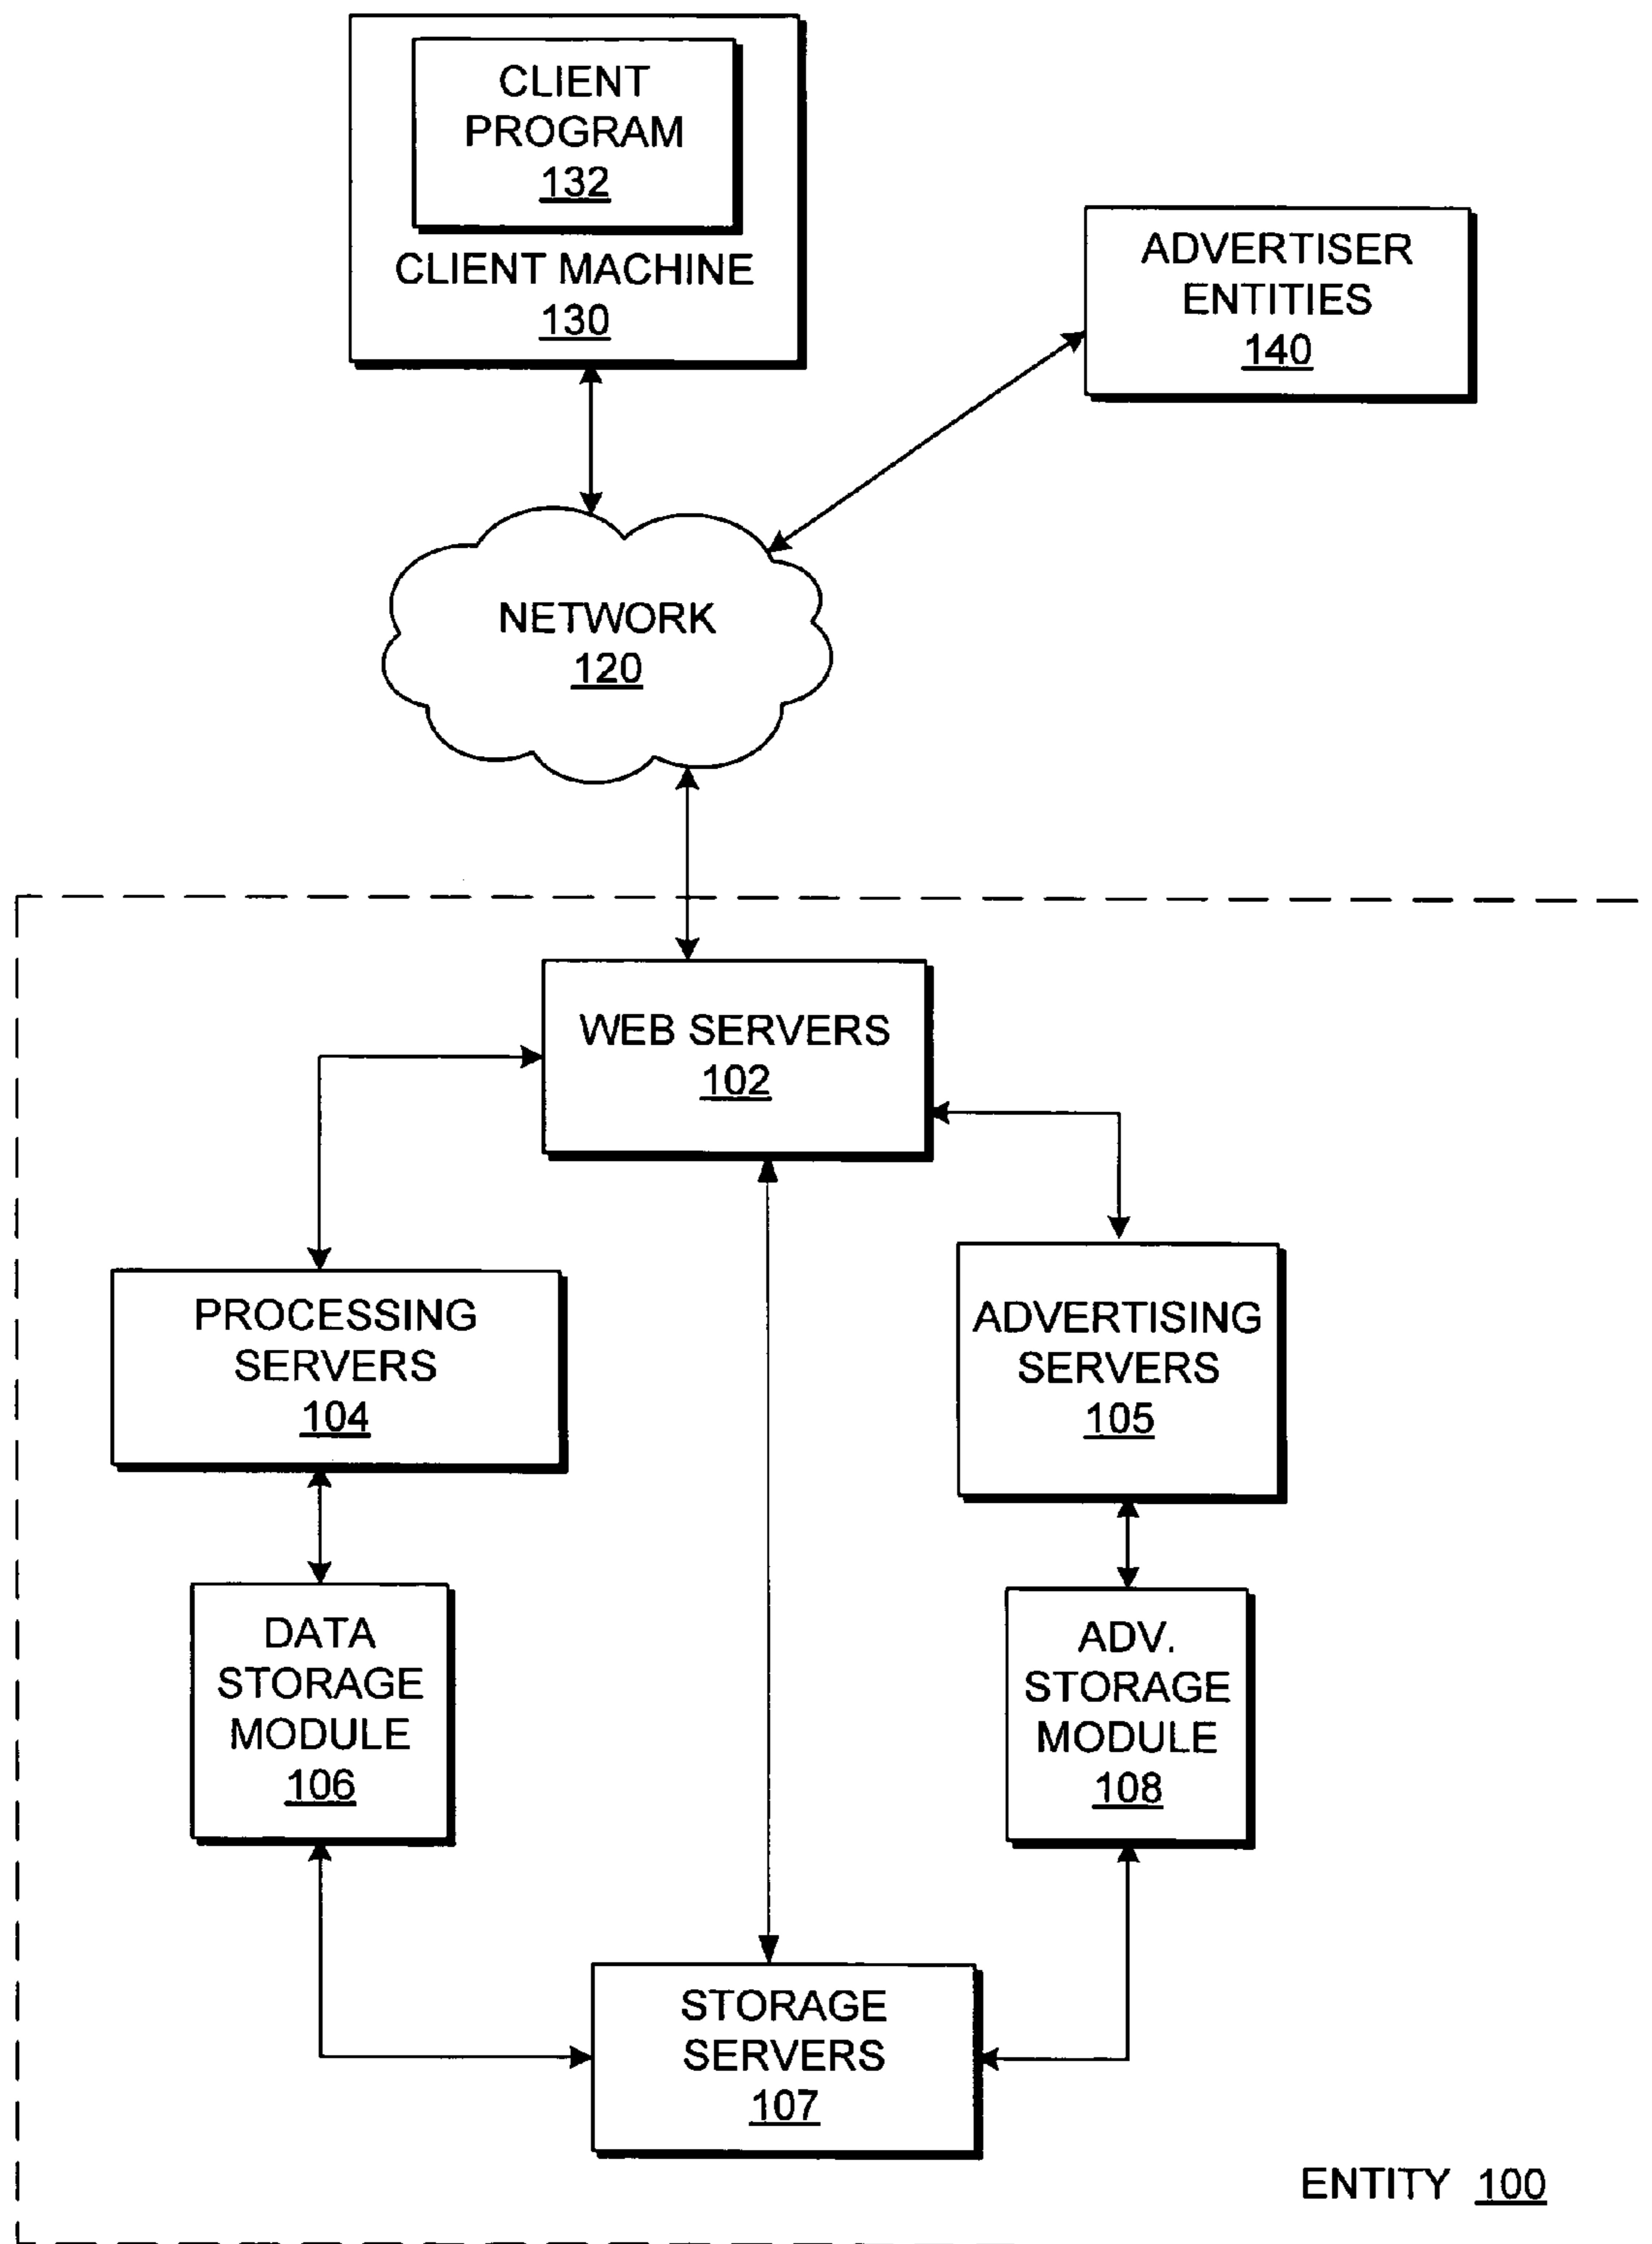 CLIENT
PROGRAM
132
CLIENT MACHINE
130
ADVERTISER
ENTITIES
140
NETWORK
120
WEB SERVERS
102
PROCESSING
SERVERS
104
ADVERTISING
SERVERS
105
DATA
STORAGE
MODULE
106
ADV.
STORAGE
MODULE
108
STORAGE
SERVERS
107
ENTITY 100